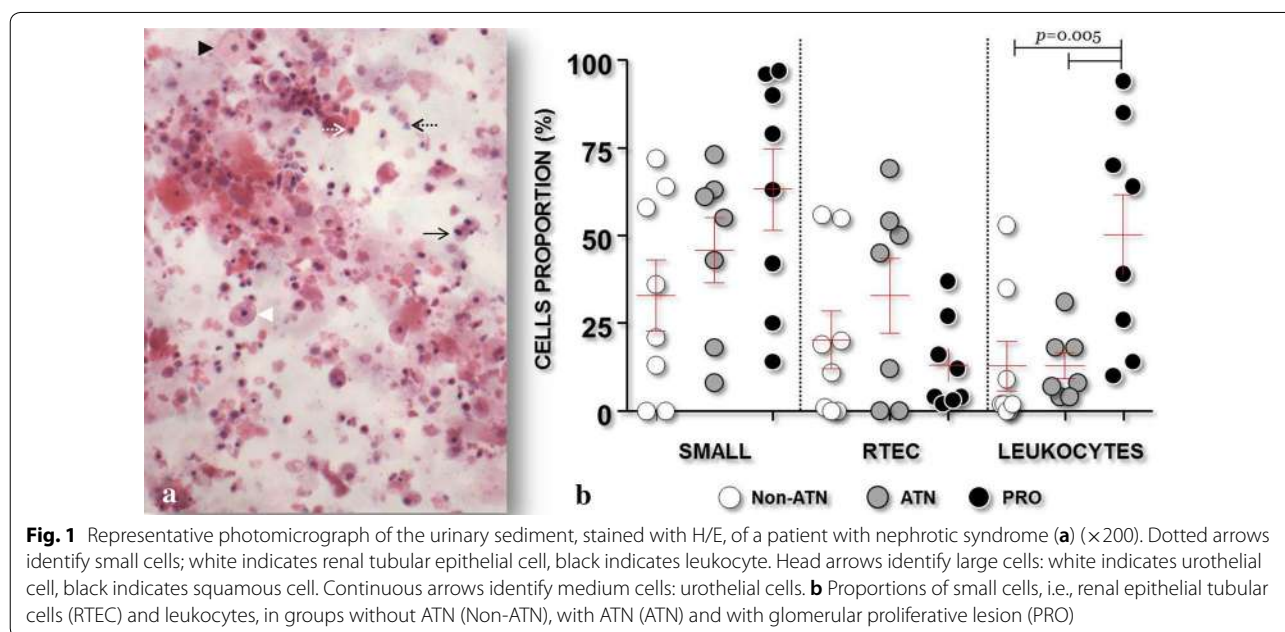 p=0.005
100
75
50
25
0
CELLS PROPORTION (%)
SMALL RTEC LEUKOCYTES
a b Non-ATN ATN PRO
Fig. 1 Representative photomicrograph of the urinary sediment, stained with H/E, of a patient with nephrotic syndrome (a) (×200). Dotted arrows
identify small cells; white indicates renal tubular epithelial cell, black indicates leukocyte. Head arrows identify large cells: white indicates urothelial
cell, black indicates squamous cell. Continuous arrows identify medium cells: urothelial cells. b Proportions of small cells, i.e., renal epithelial tubular
cells (RTEC) and leukocytes, in groups without ATN (Non-ATN), with ATN (ATN) and with glomerular proliferative lesion (PRO)